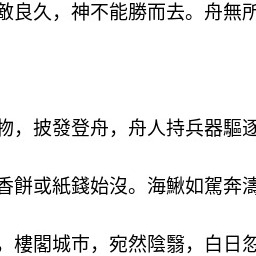 敵良久，神不能勝而去。舟無所
物，披發登舟，舟人持兵器驅逐
香餅或紙錢始沒。海鰍如駕奔濤
，樓閣城市，宛然陰翳，白日忽